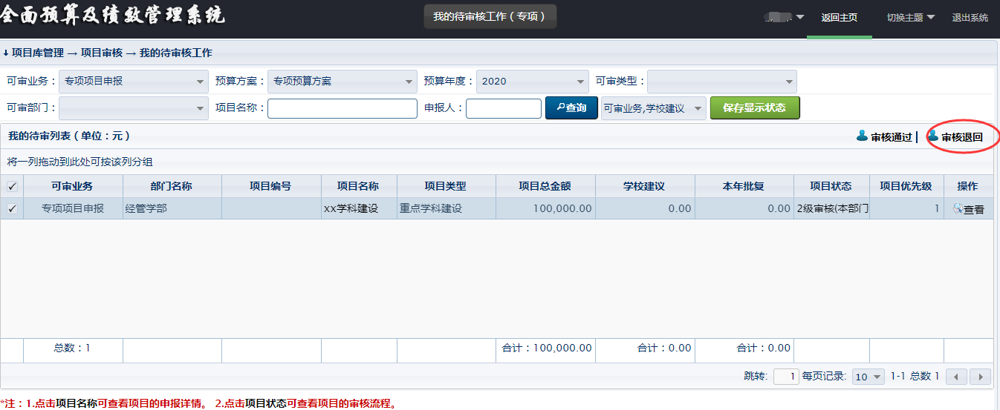 全面预算及绩效管理系统
我的待审核工作（专项）
返回主页
切换主题
退出系统
项目库管理 → 项目审核 → 我的待审核工作
可审业务： 专项项目申报 预算方案： 专项预算方案 预算年度： 2020 可审类型：
可审部门： 项目名称： 申报人： 查询 可审业务,学校建议 保存显示状态
我的待审列表（单位：元） 审核通过 | 审核退回
将一列拖动到此处可按该列分组
可审业务 部门名称 项目编号 项目名称 项目类型 项目总金额 学校建议 本年批复 项目状态 项目优先级 操作
专项项目申报 经管学部 xx学科建设 重点学科建设 100,000.00 0.00 0.00 2级审核(本部门 1 查看
总数：1 合计：100,000.00 合计：0.00 合计：0.00
跳转: 1 每页记录: 10 1-1 总数 1
*注：1.点击项目名称可查看项目的申报详情。 2.点击项目状态可查看项目的审核流程。